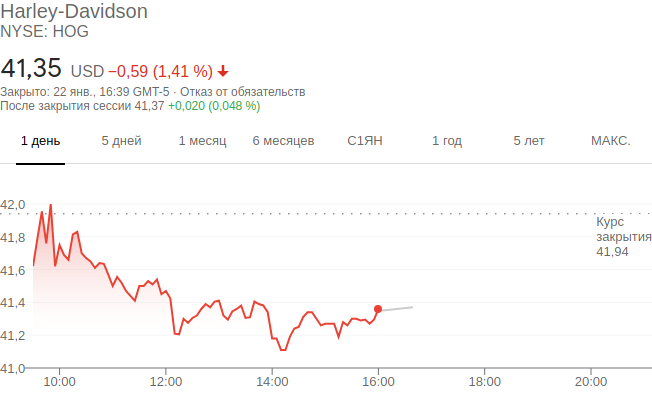 Harley-Davidson
NYSE: HOG
41,35 USD −0,59 (1,41 %)
Закрыто: 22 янв., 16:39 GMT-5 · Отказ от обязательств
После закрытия сессии 41,37 +0,020 (0,048 %)
1 день 5 дней 1 месяц 6 месяцев С1ЯН 1 год 5 лет МАКС.
42,0
41,8
41,6
41,4
41,2
41,0
Курс
закрытия
41,94
10:00 12:00 14:00 16:00 18:00 20:00